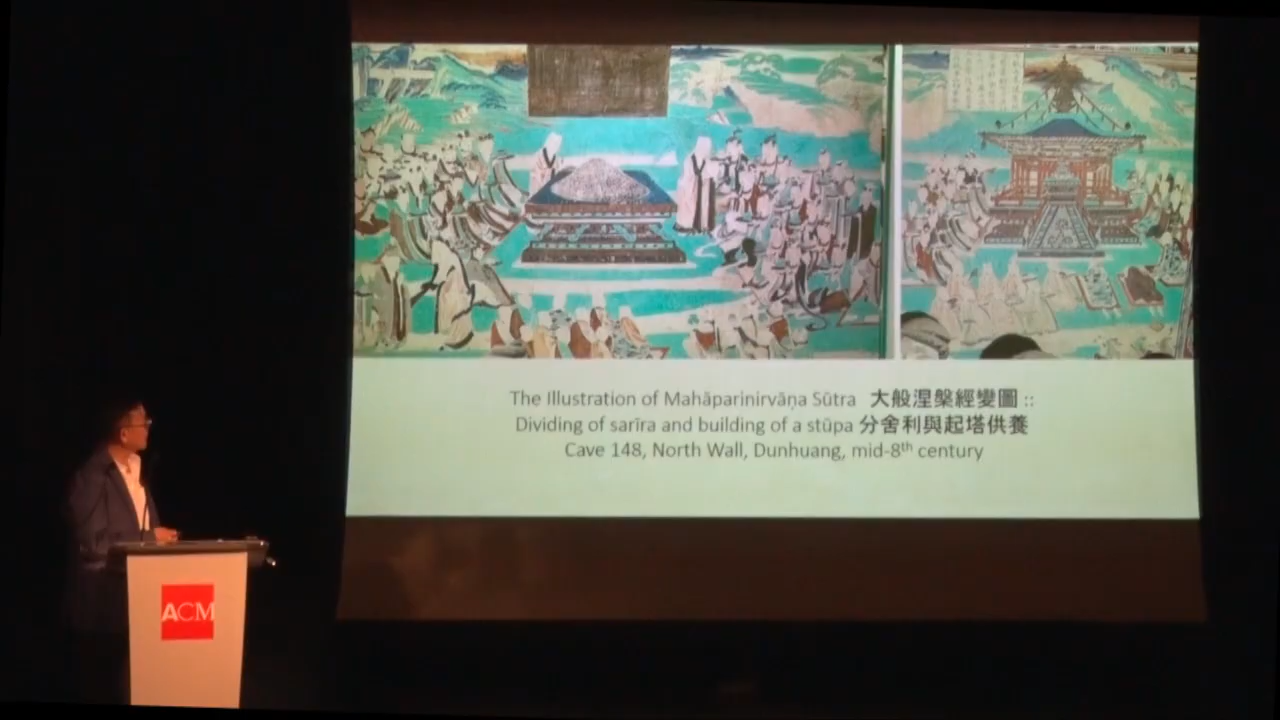 The Illustration of Mahāparinirvāṇa Sūtra 大般涅槃經變圖 ::
Dividing of sarīra and building of a stūpa 分舍利與起塔供養
Cave 148, North Wall, Dunhuang, mid-8th century
ACM